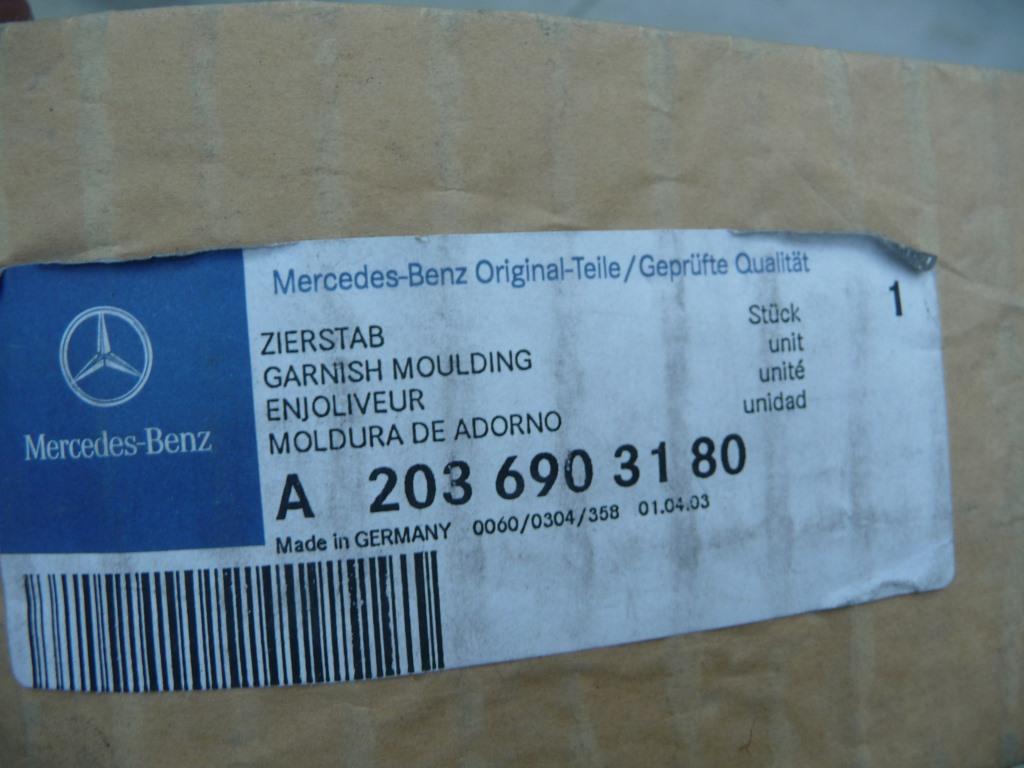 Mercedes-Benz Original-Teile/Geprüfte Qualität
1
Mercedes-Benz
ZIERSTAB
GARNISH MOULDING
ENJOLIVEUR
MOLDURA DE ADORNO
Stück
unit
unité
unidad
A 203 690 31 80
Made in GERMANY 0060/0304/358 01.04.03